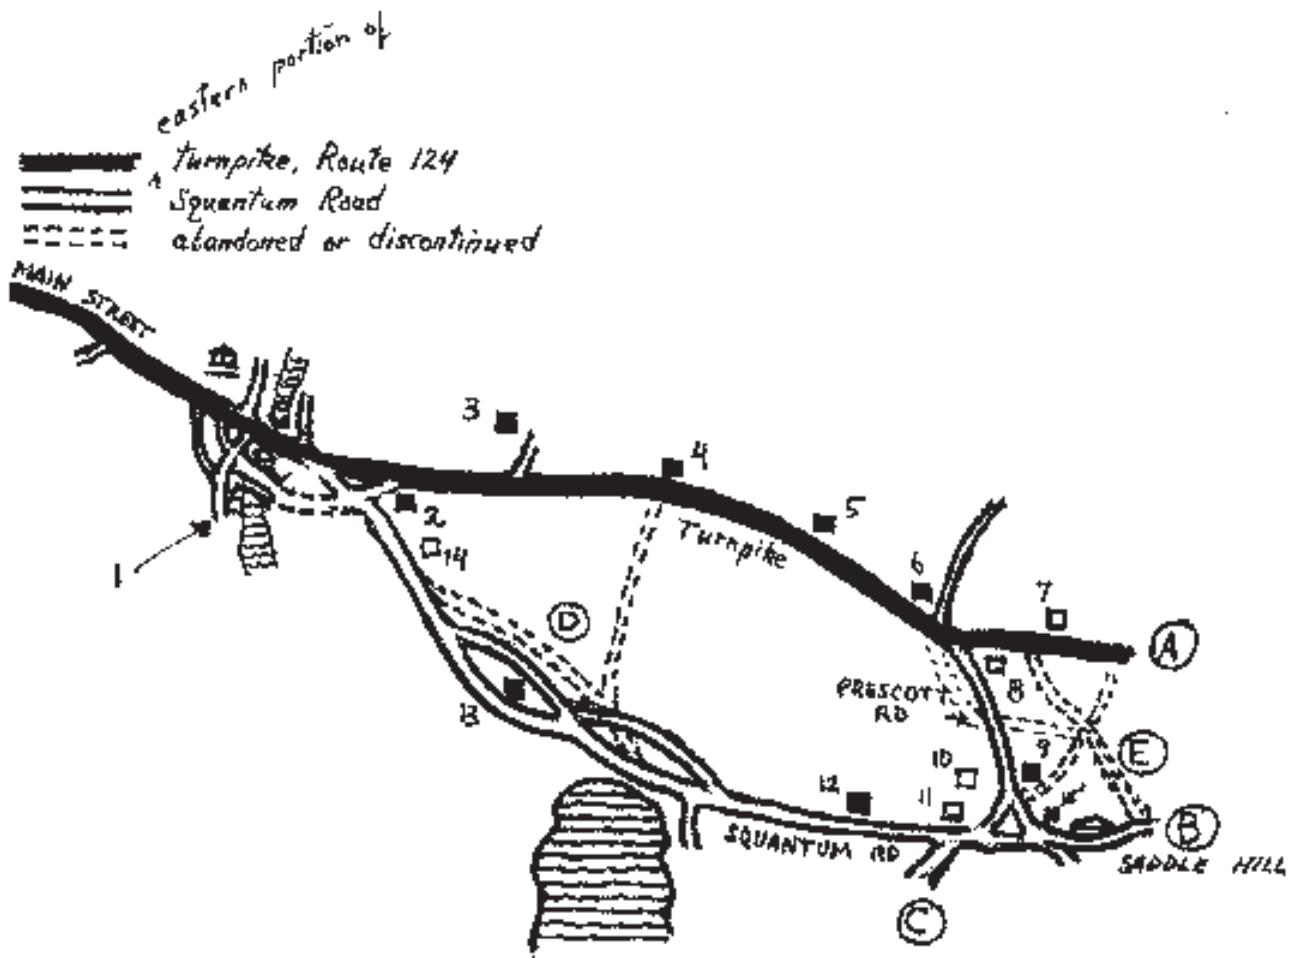 eastern portion of
^ Turnpike, Route 124
Squantum Road
abandoned or discontinued
MAIN STREET
3
4
2
5
14
Turnpike
1
6
7
D
A
8
PRESCOTT
RD
13
9
E
10
12
11
B
SQUANTUM RD
SADDLE HILL
C